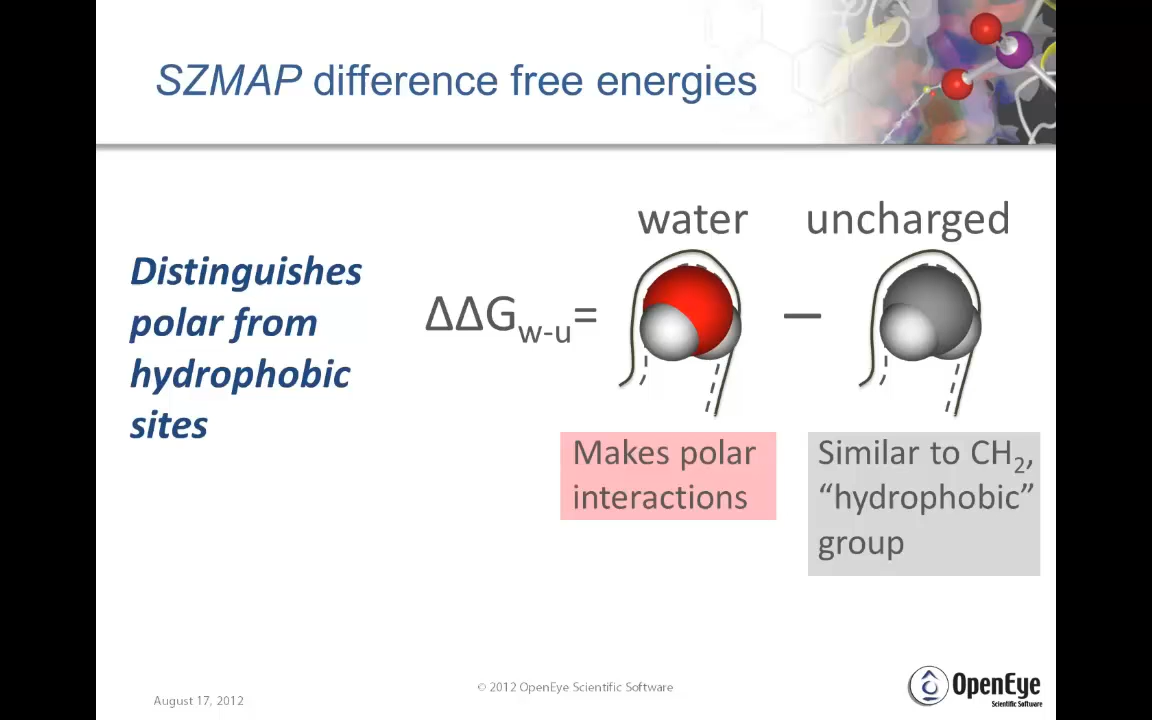 SZMAP difference free energies
Distinguishes
polar from
hydrophobic
sites
ΔΔGw-u=
water
–
uncharged
Makes polar
interactions
Similar to CH2,
“hydrophobic”
group
August 17, 2012
© 2012 OpenEye Scientific Software
OpenEye
Scientific Software